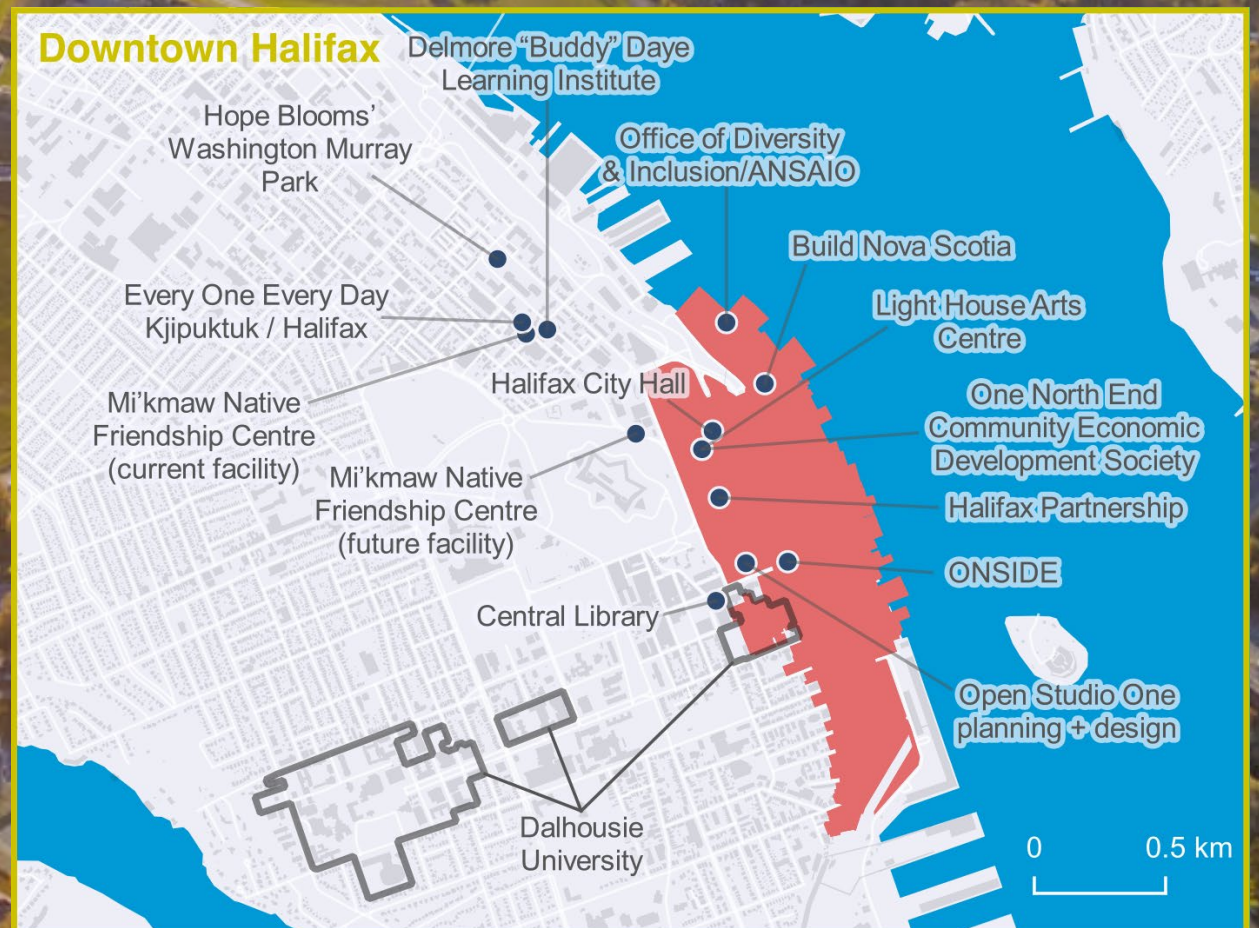 Downtown Halifax
Delmore “Buddy” Daye
Learning Institute
Hope Blooms’
Washington Murray
Park
Office of Diversity
& Inclusion/ANSAIO
Build Nova Scotia
Every One Every Day
Kjipuktuk / Halifax
Light House Arts
Centre
Halifax City Hall
Mi’kmaw Native
Friendship Centre
(current facility)
One North End
Community Economic
Development Society
Mi’kmaw Native
Friendship Centre
(future facility)
Halifax Partnership
ONSIDE
Central Library
Open Studio One
planning + design
Dalhousie
University
0 0.5 km